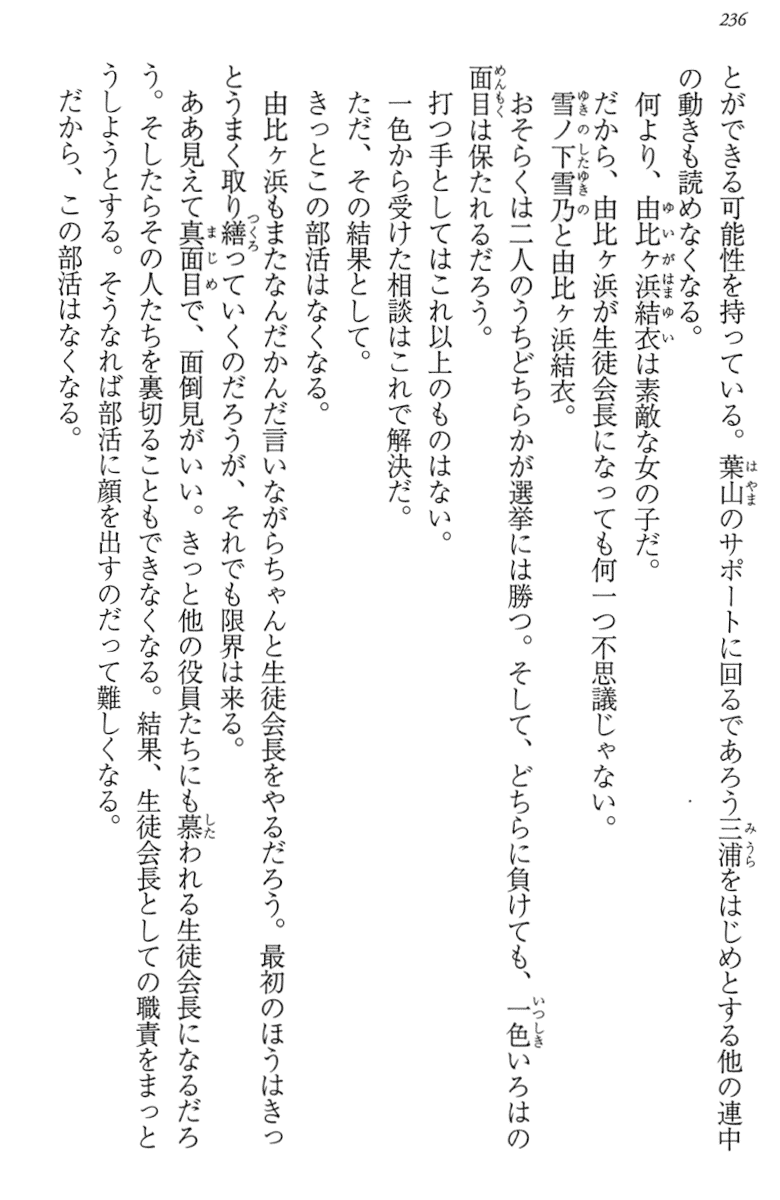 236
とができる可能性を持っている。葉山のサポートに回るであろう三浦をはじめとする他の連中
の動きも読めなくなる。
何より、由比ヶ浜結衣は素敵な女の子だ。
だから、由比ヶ浜が生徒会長になっても何一つ不思議じゃない。
雪ノ下雪乃と由比ヶ浜結衣。
おそらくは二人のうちどちらかが選挙には勝つ。そして、どちらに負けても、一色いろはの
面目は保たれるだろう。
打つ手としてはこれ以上のものはない。
一色から受けた相談はこれで解決だ。
ただ、その結果として。
きっとこの部活はなくなる。
由比ヶ浜もまたなんだかんだ言いながらちゃんと生徒会長をやるだろう。最初のほうはきっ
とうまく取り繕っていくのだろうが、それでも限界は来る。
ああ見えて真面目で、面倒見がいい。きっと他の役員たちにも慕われる生徒会長になるだろ
う。そしたらその人たちを裏切ることもできなくなる。結果、生徒会長としての職責をまっと
うしようとする。そうなれば部活に顔を出すのだって難しくなる。
だから、この部活はなくなる。